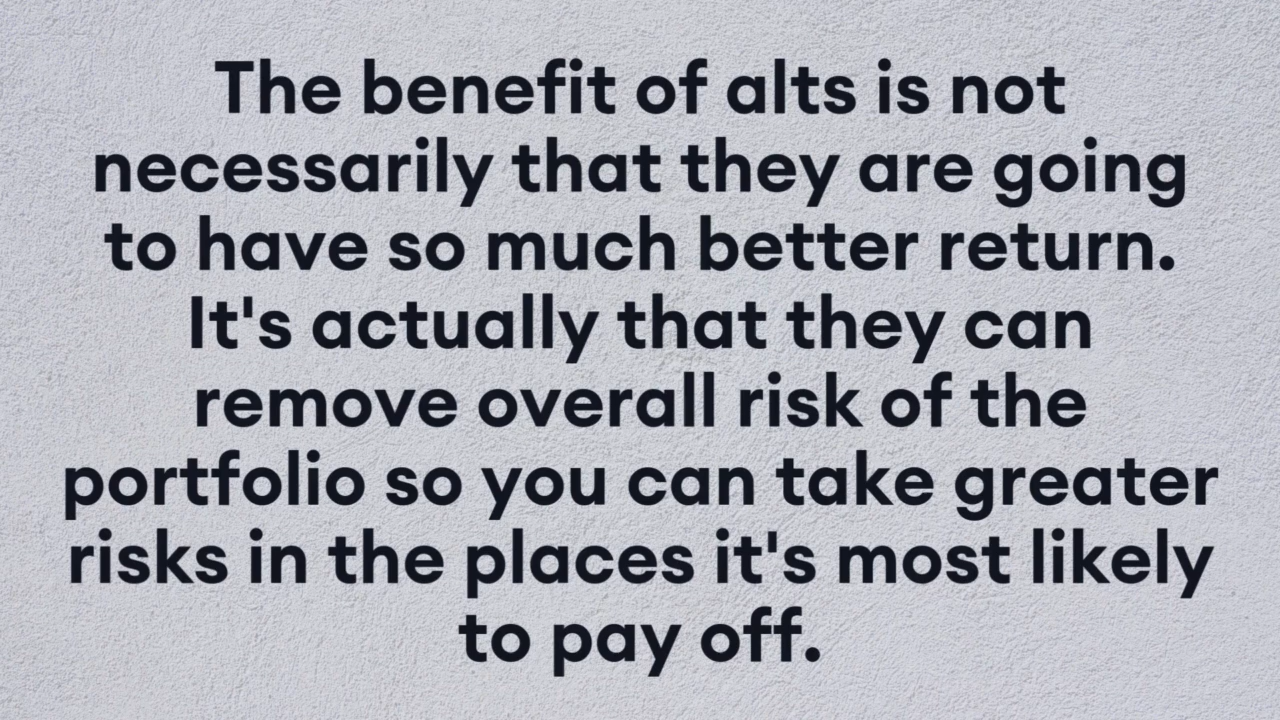 The benefit of alts is not
necessarily that they are going
to have so much better return.
It's actually that they can
remove overall risk of the
portfolio so you can take greater
risks in the places it's most likely
to pay off.